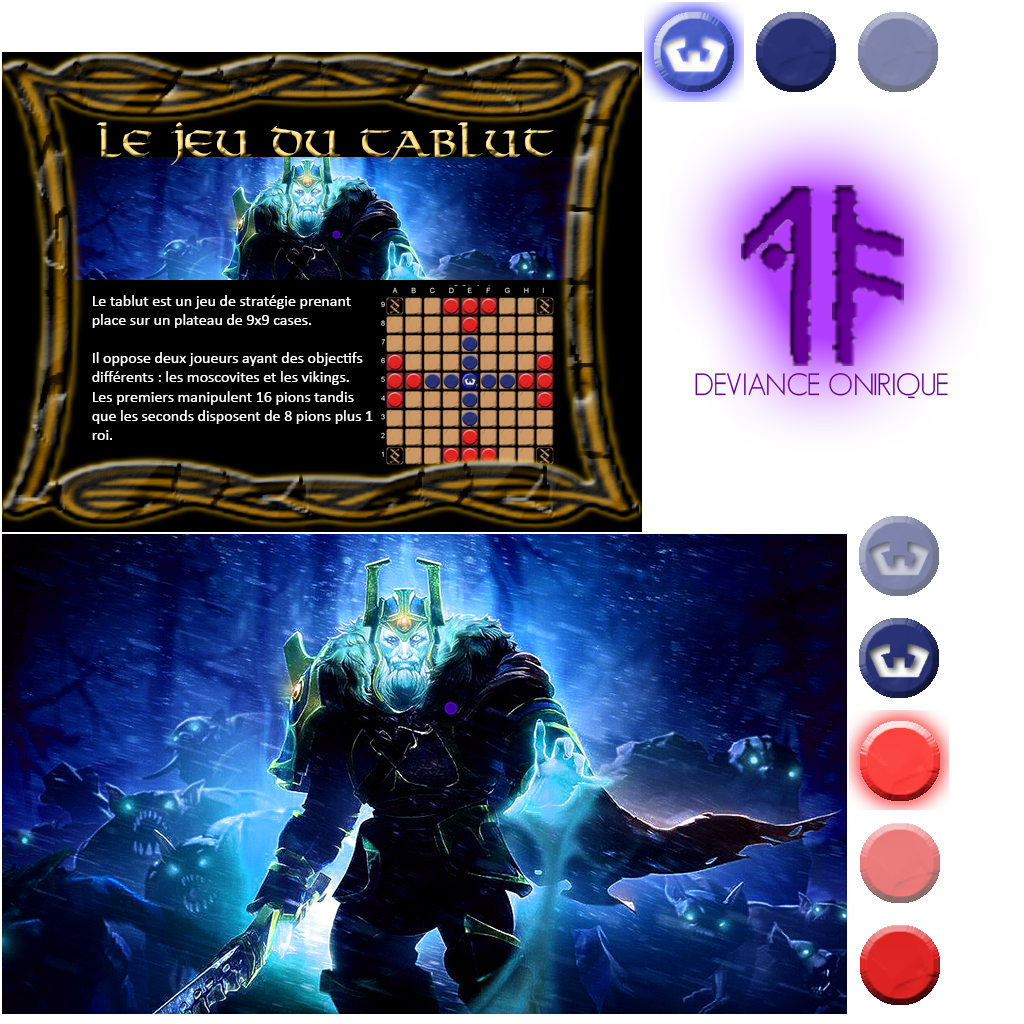 Le jeu du tablut
Le tablut est un jeu de stratégie prenant
place sur un plateau de 9x9 cases.
Il oppose deux joueurs ayant des objectifs
différents : les moscovites et les vikings.
Les premiers manipulent 16 pions tandis
que les seconds disposent de 8 pions plus 1
roi.
A B C D E F G H I
9
8
7
6
5
4
3
2
1
DEVIANCE ONIRIQUE